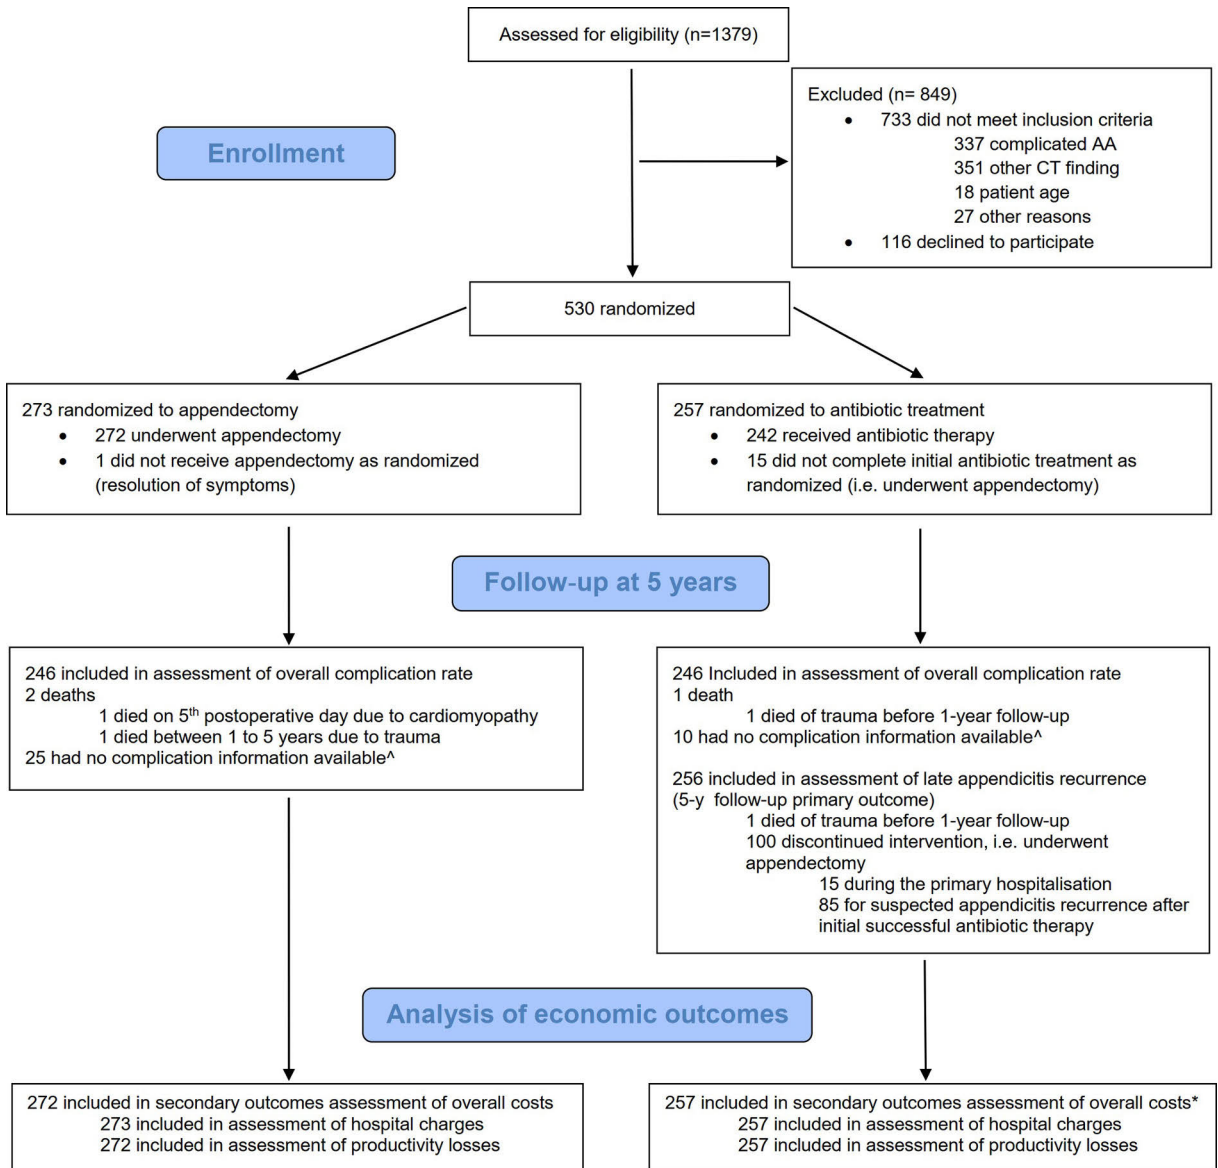 Assessed for eligibility (n=1379)
Excluded (n= 849)
• 733 did not meet inclusion criteria
337 complicated AA
351 other CT finding
18 patient age
27 other reasons
• 116 declined to participate
Enrollment
530 randomized
273 randomized to appendectomy
• 272 underwent appendectomy
• 1 did not receive appendectomy as randomized
(resolution of symptoms)
257 randomized to antibiotic treatment
• 242 received antibiotic therapy
• 15 did not complete initial antibiotic treatment as
randomized (i.e. underwent appendectomy)
Follow-up at 5 years
246 included in assessment of overall complication rate
2 deaths
1 died on 5th postoperative day due to cardiomyopathy
1 died between 1 to 5 years due to trauma
25 had no complication information available^
246 Included in assessment of overall complication rate
1 death
1 died of trauma before 1-year follow-up
10 had no complication information available^
256 included in assessment of late appendicitis recurrence
(5-y follow-up primary outcome)
1 died of trauma before 1-year follow-up
100 discontinued intervention, i.e. underwent
appendectomy
15 during the primary hospitalisation
85 for suspected appendicitis recurrence after
initial successful antibiotic therapy
Analysis of economic outcomes
272 included in secondary outcomes assessment of overall costs
273 included in assessment of hospital charges
272 included in assessment of productivity losses
257 included in secondary outcomes assessment of overall costs*
257 included in assessment of hospital charges
257 included in assessment of productivity losses